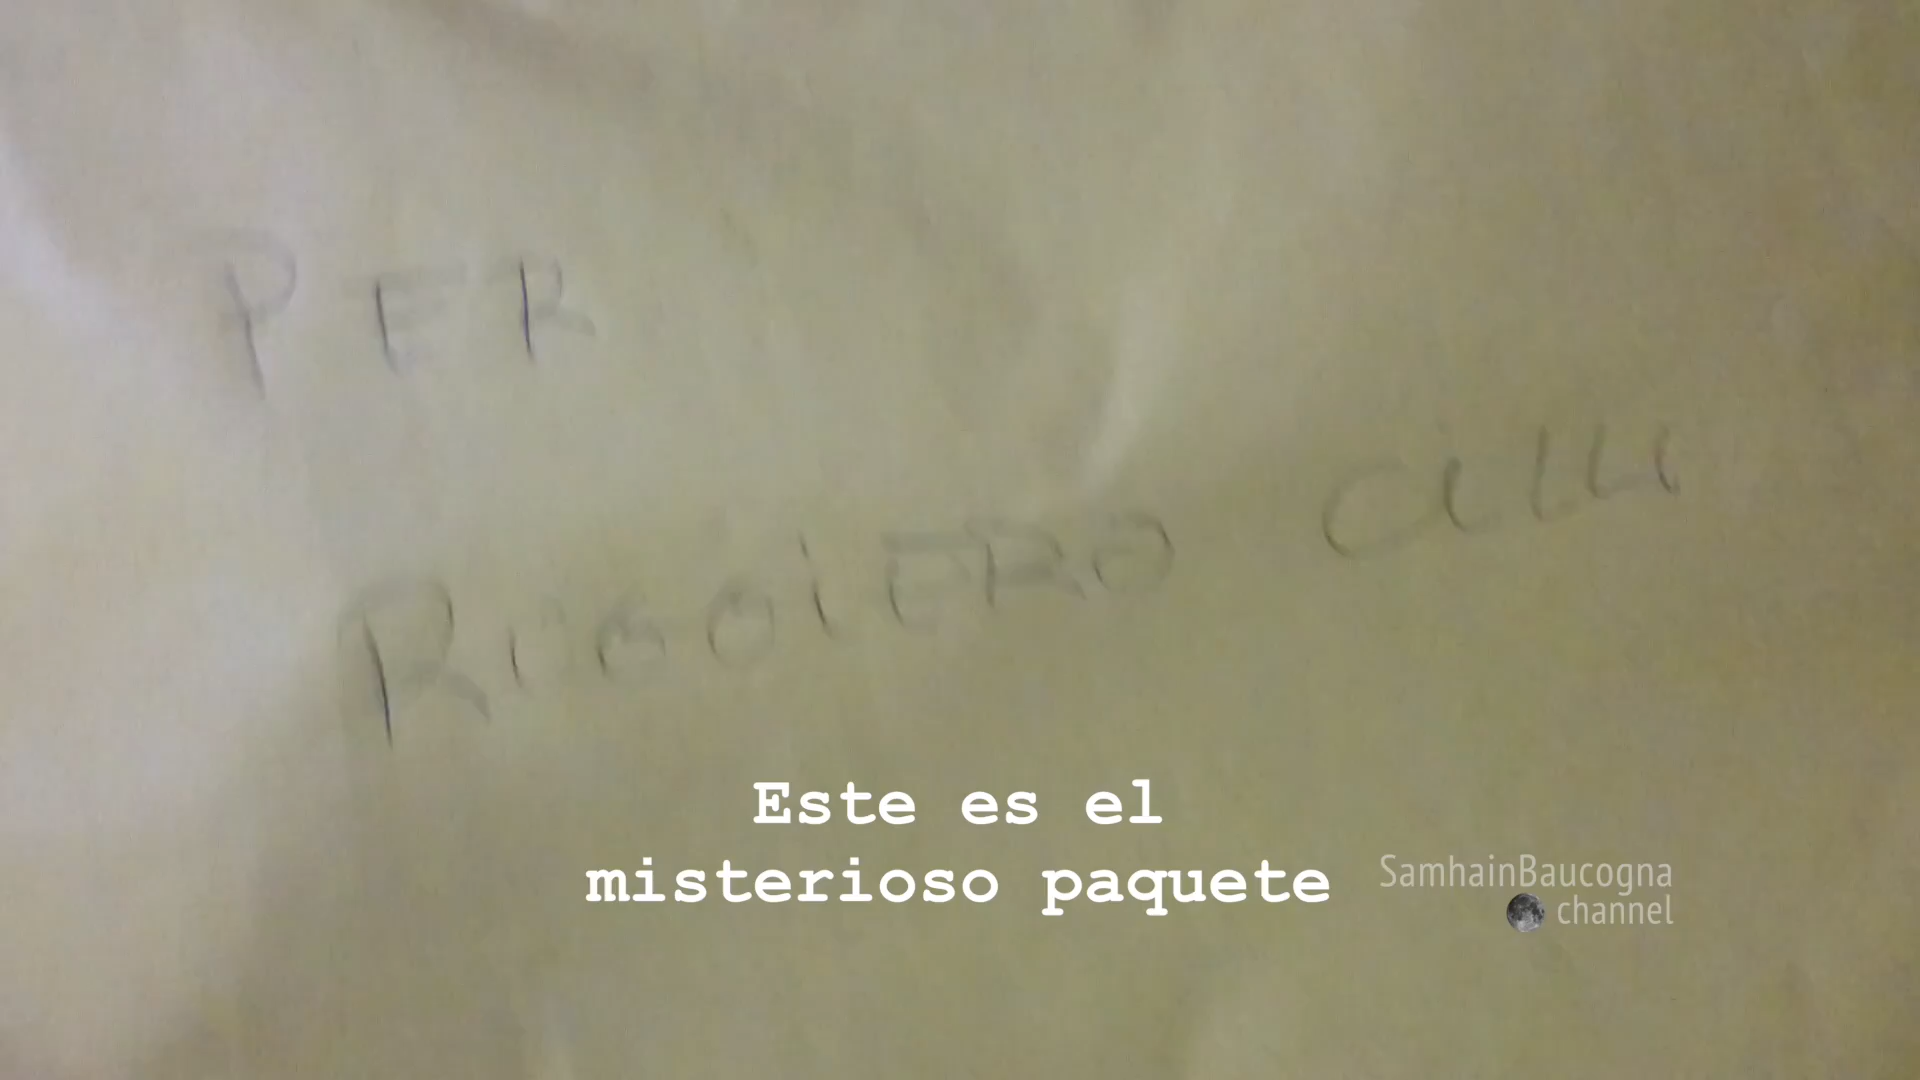 PER
Este es el
misterioso paquete
SamhainBaucogna
channel